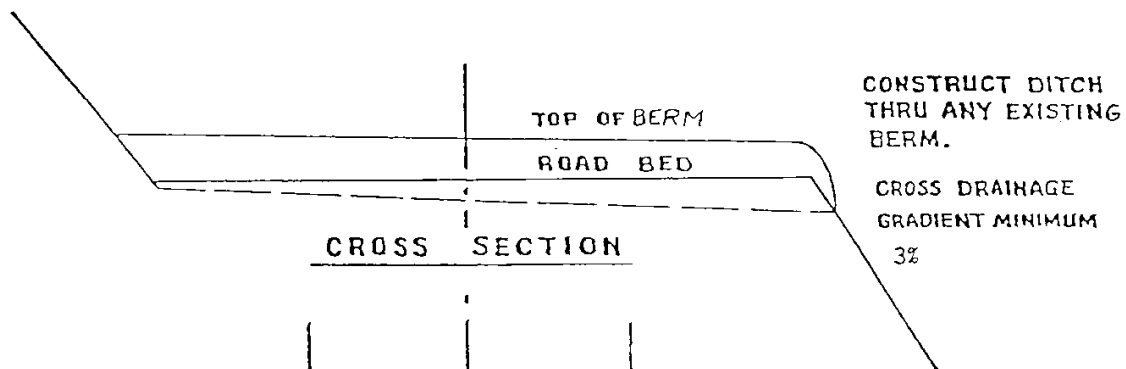 TOP OF BERM
ROAD BED
CROSS SECTION
CONSTRUCT DITCH
THRU ANY EXISTING
BERM.
CROSS DRAINAGE
GRADIENT MINIMUM
3%